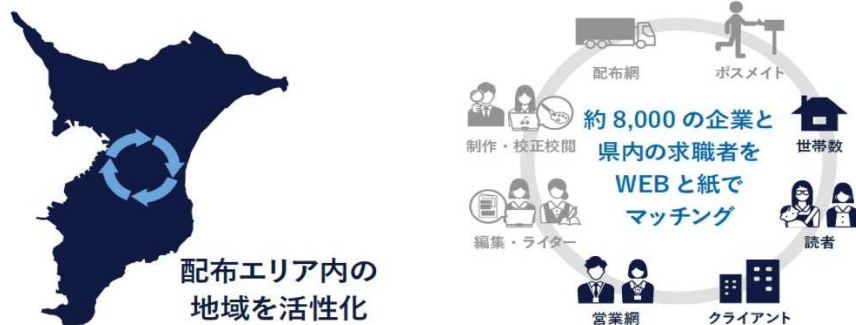 配布エリア内の
地域を活性化
配布網
ポスメイト
制作・校正校閲
世帯数
編集・ライター
読者
営業網
クライアント
約 8,000 の企業と
県内の求職者を
WEB と紙で
マッチング